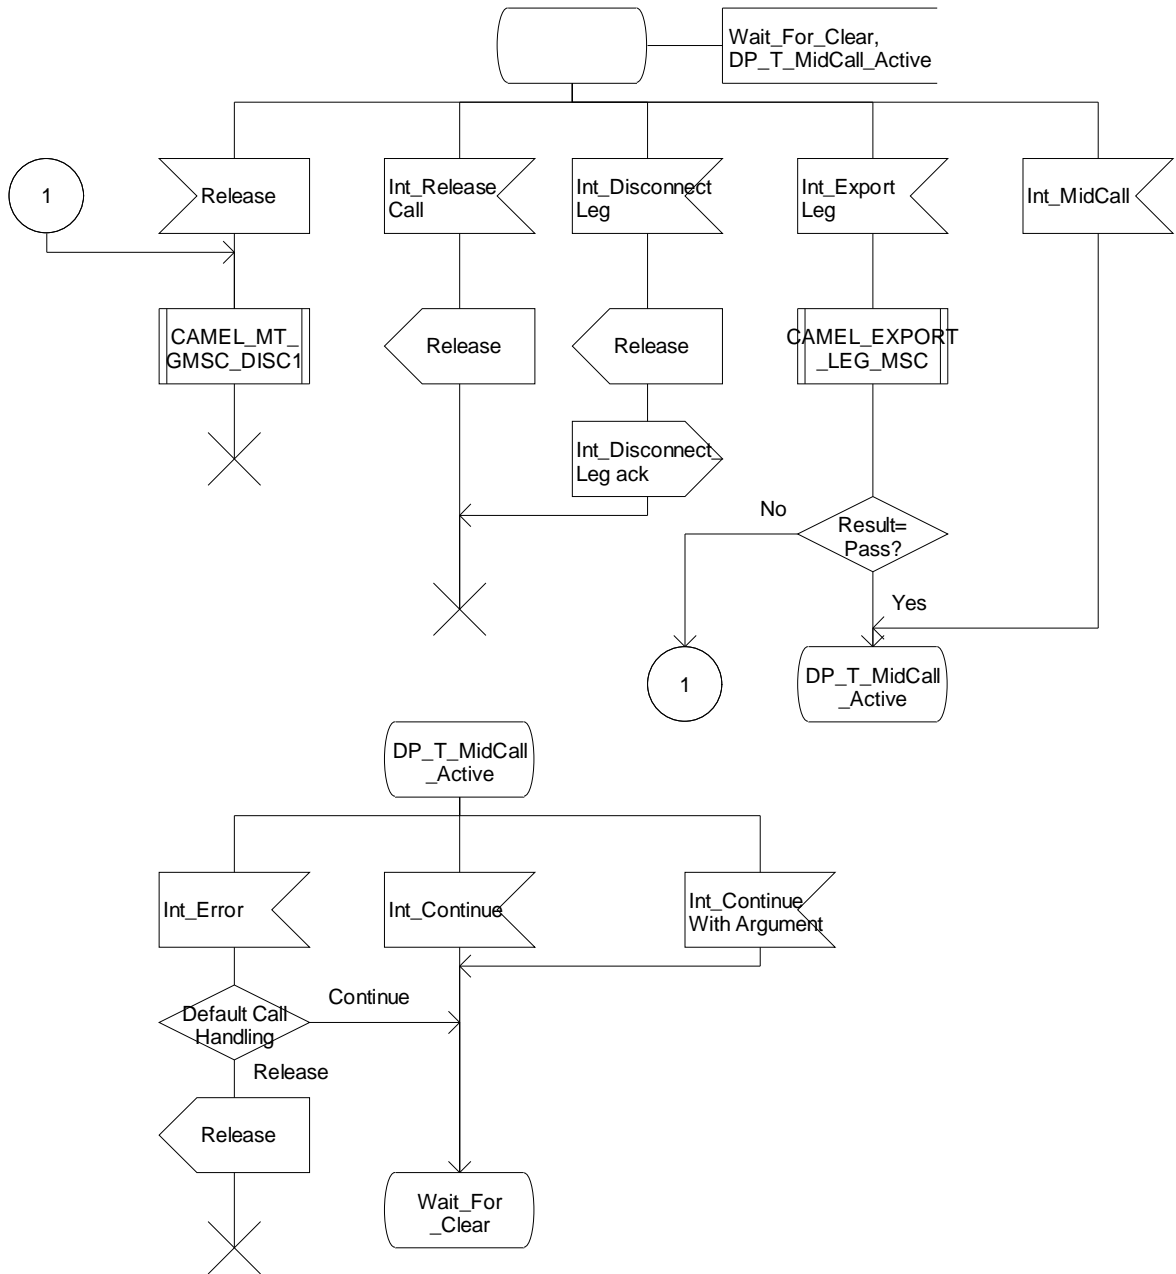 Wait_For_Clear,
DP_T_MidCall_Active
1
Release
Int_Release
Call
Int_Disconnect
Leg
Int_Export
Leg
Int_MidCall
CAMEL_MT_
GMSC_DISC1
Release
Release
CAMEL_EXPORT
_LEG_MSC
Int_Disconnect_
Leg ack
No
Result=
Pass?
Yes
1
DP_T_MidCall
_Active
DP_T_MidCall
_Active
Int_Error
Int_Continue
Int_Continue
With Argument
Default Call
Handling
Continue
Release
Release
Wait_For
_Clear